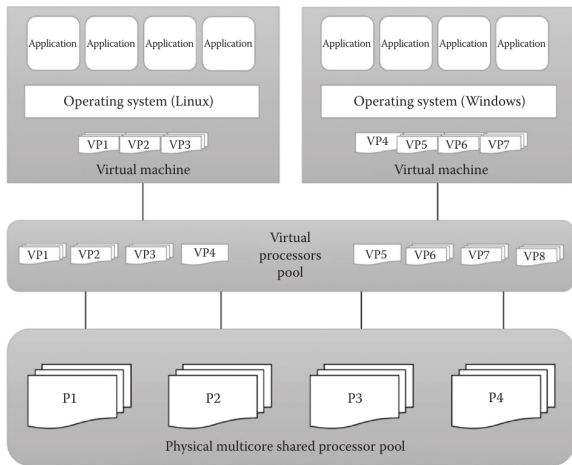 Application Application Application Application
Operating system (Linux)
VP1 VP2 VP3
Virtual machine
Application Application Application Application
Operating system (Windows)
VP4 VP5 VP6 VP7
Virtual machine
VP1 VP2 VP3 VP4
Virtual
processors
pool
VP5 VP6 VP7 VP8
P1 P2 P3 P4
Physical multicore shared processor pool